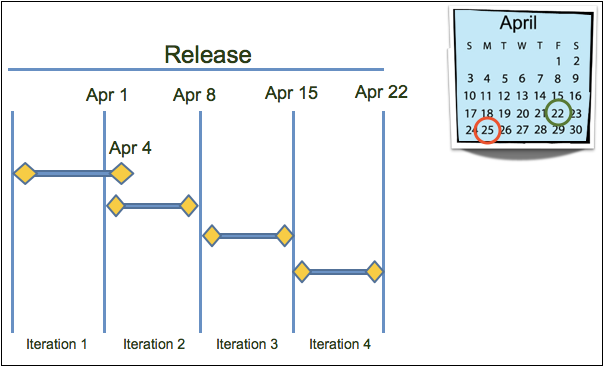 Release
Apr 1
Apr 8
Apr 15
Apr 22
Apr 4
Iteration 1
Iteration 2
Iteration 3
Iteration 4
April
S M T W T F S
1 2
3 4 5 6 7 8 9
10 11 12 13 14 15 16
17 18 19 20 21 22 23
24 25 26 27 28 29 30